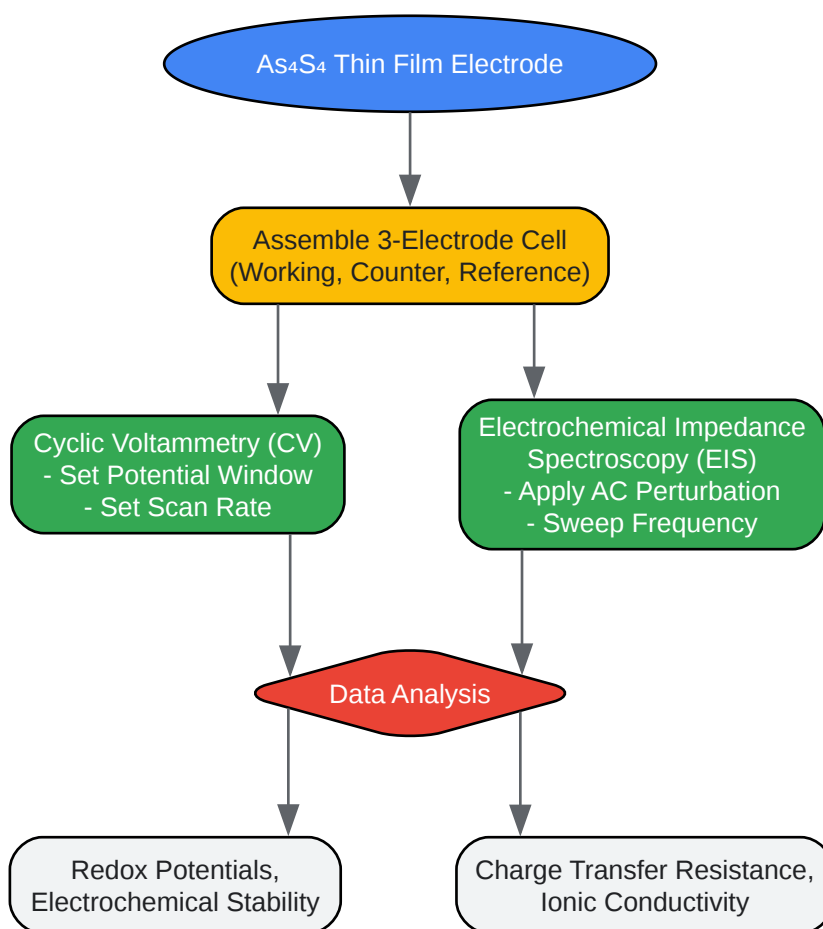 As₄S₄ Thin Film Electrode
Assemble 3-Electrode Cell
(Working, Counter, Reference)
Cyclic Voltammetry (CV)
- Set Potential Window
- Set Scan Rate
Electrochemical Impedance
Spectroscopy (EIS)
- Apply AC Perturbation
- Sweep Frequency
Data Analysis
Redox Potentials,
Electrochemical Stability
Charge Transfer Resistance,
Ionic Conductivity